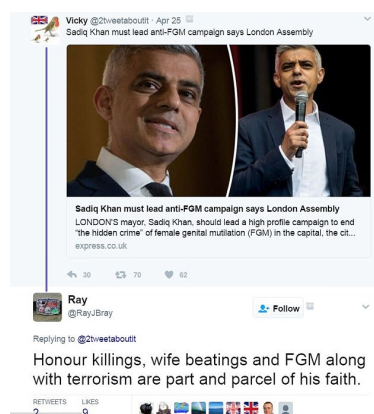 Vicky @2tweetaboutit · Apr 25
Sadiq Khan must lead anti-FGM campaign says London Assembly
Sadiq Khan must lead anti-FGM campaign says London Assembly
LONDON'S mayor, Sadiq Khan, should lead a high profile campaign to end
"the hidden crime" of female genital mutilation (FGM) in the capital, the cit...
express.co.uk
30 70 62
Ray
@RayJBray
Follow
Replying to @2tweetaboutit
Honour killings, wife beatings and FGM along
with terrorism are part and parcel of his faith.
RETWEETS LIKES
2 9